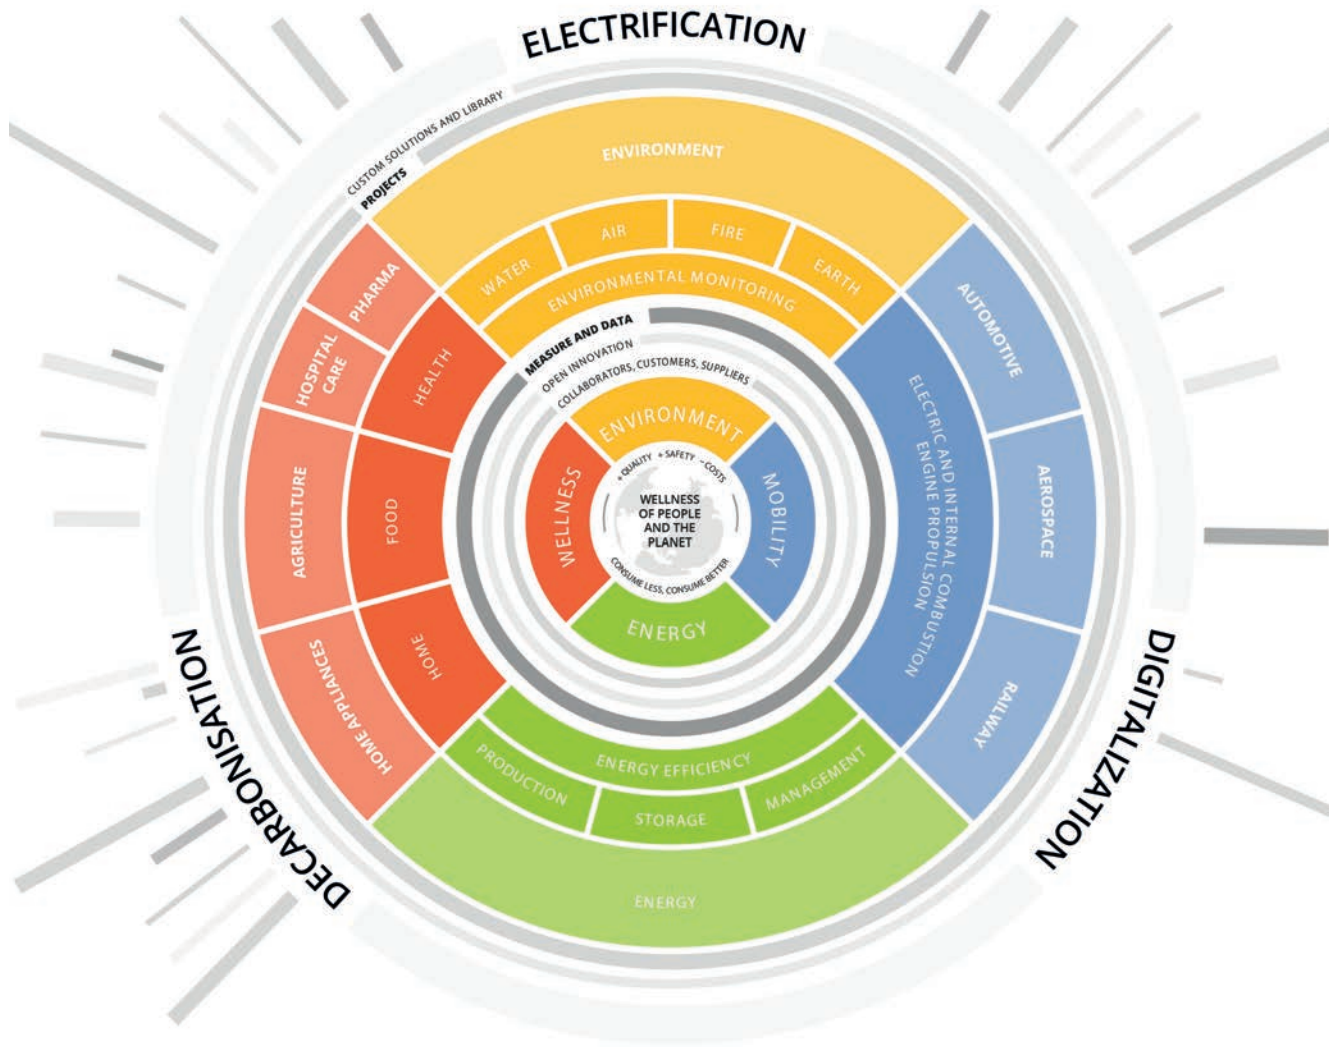 ELECTRIFICATION
CUSTOM SOLUTIONS AND LIBRARY
PROJECTS
ENVIRONMENT
WATER
AIR
FIRE
EARTH
ENVIRONMENTAL MONITORING
PHARMA
HOSPITAL
CARE
HEALTH
AGRICULTURE
FOOD
HOME APPLIANCES
HOME
MEASURE AND DATA
OPEN INNOVATION
COLLABORATORS, CUSTOMERS, SUPPLIERS
ENVIRONMENT
WELLNESS
MOBILITY
ENERGY
+ QUALITY + SAFETY - COSTS
WELLNESS
OF PEOPLE
AND THE
PLANET
CONSUME LESS, CONSUME BETTER
ELECTRIC AND INTERNAL COMBUSTION
ENGINE PROPULSION
AUTOMOTIVE
AEROSPACE
RAILWAY
ENERGY EFFICIENCY
PRODUCTION
STORAGE
MANAGEMENT
ENERGY
DECARBONISATION
DIGITALIZATION